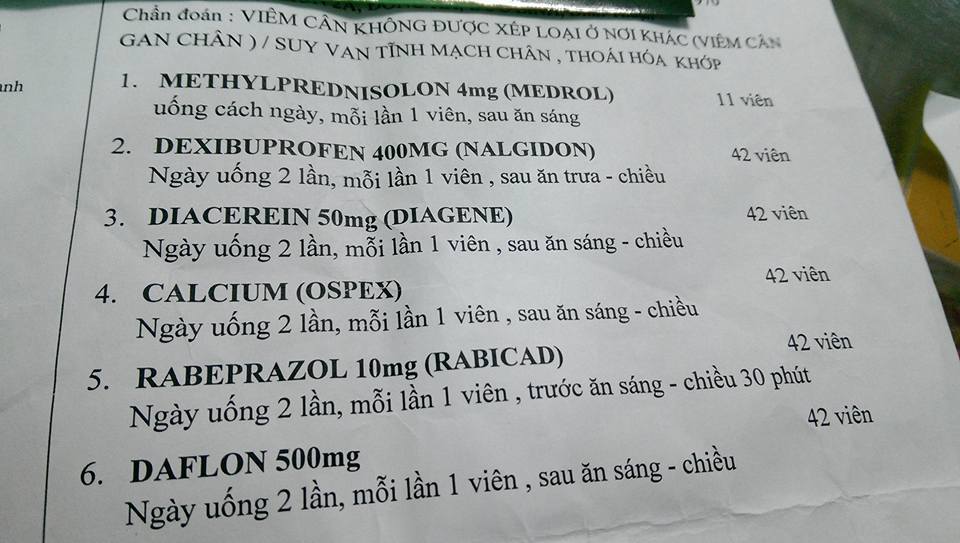 Chẩn đoán : VIÊM CÂN KHÔNG ĐƯỢC XẾP LOẠI Ở NƠI KHÁC (VIÊM CÂN
GAN CHÂN ) / SUY VAN TĨNH MẠCH CHÂN , THOÁI HÓA KHỚP
1. METHYLPREDNISOLON 4mg (MEDROL) 11 viên
uống cách ngày, mỗi lần 1 viên, sau ăn sáng
2. DEXIBUPROFEN 400MG (NALGIDON) 42 viên
Ngày uống 2 lần, mỗi lần 1 viên , sau ăn trưa - chiều
3. DIACEREIN 50mg (DIAGENE) 42 viên
Ngày uống 2 lần, mỗi lần 1 viên , sau ăn sáng - chiều
4. CALCIUM (OSPEX) 42 viên
Ngày uống 2 lần, mỗi lần 1 viên , sau ăn sáng - chiều
5. RABEPRAZOL 10mg (RABICAD) 42 viên
Ngày uống 2 lần, mỗi lần 1 viên , trước ăn sáng - chiều 30 phút
6. DAFLON 500mg 42 viên
Ngày uống 2 lần, mỗi lần 1 viên , sau ăn sáng - chiều